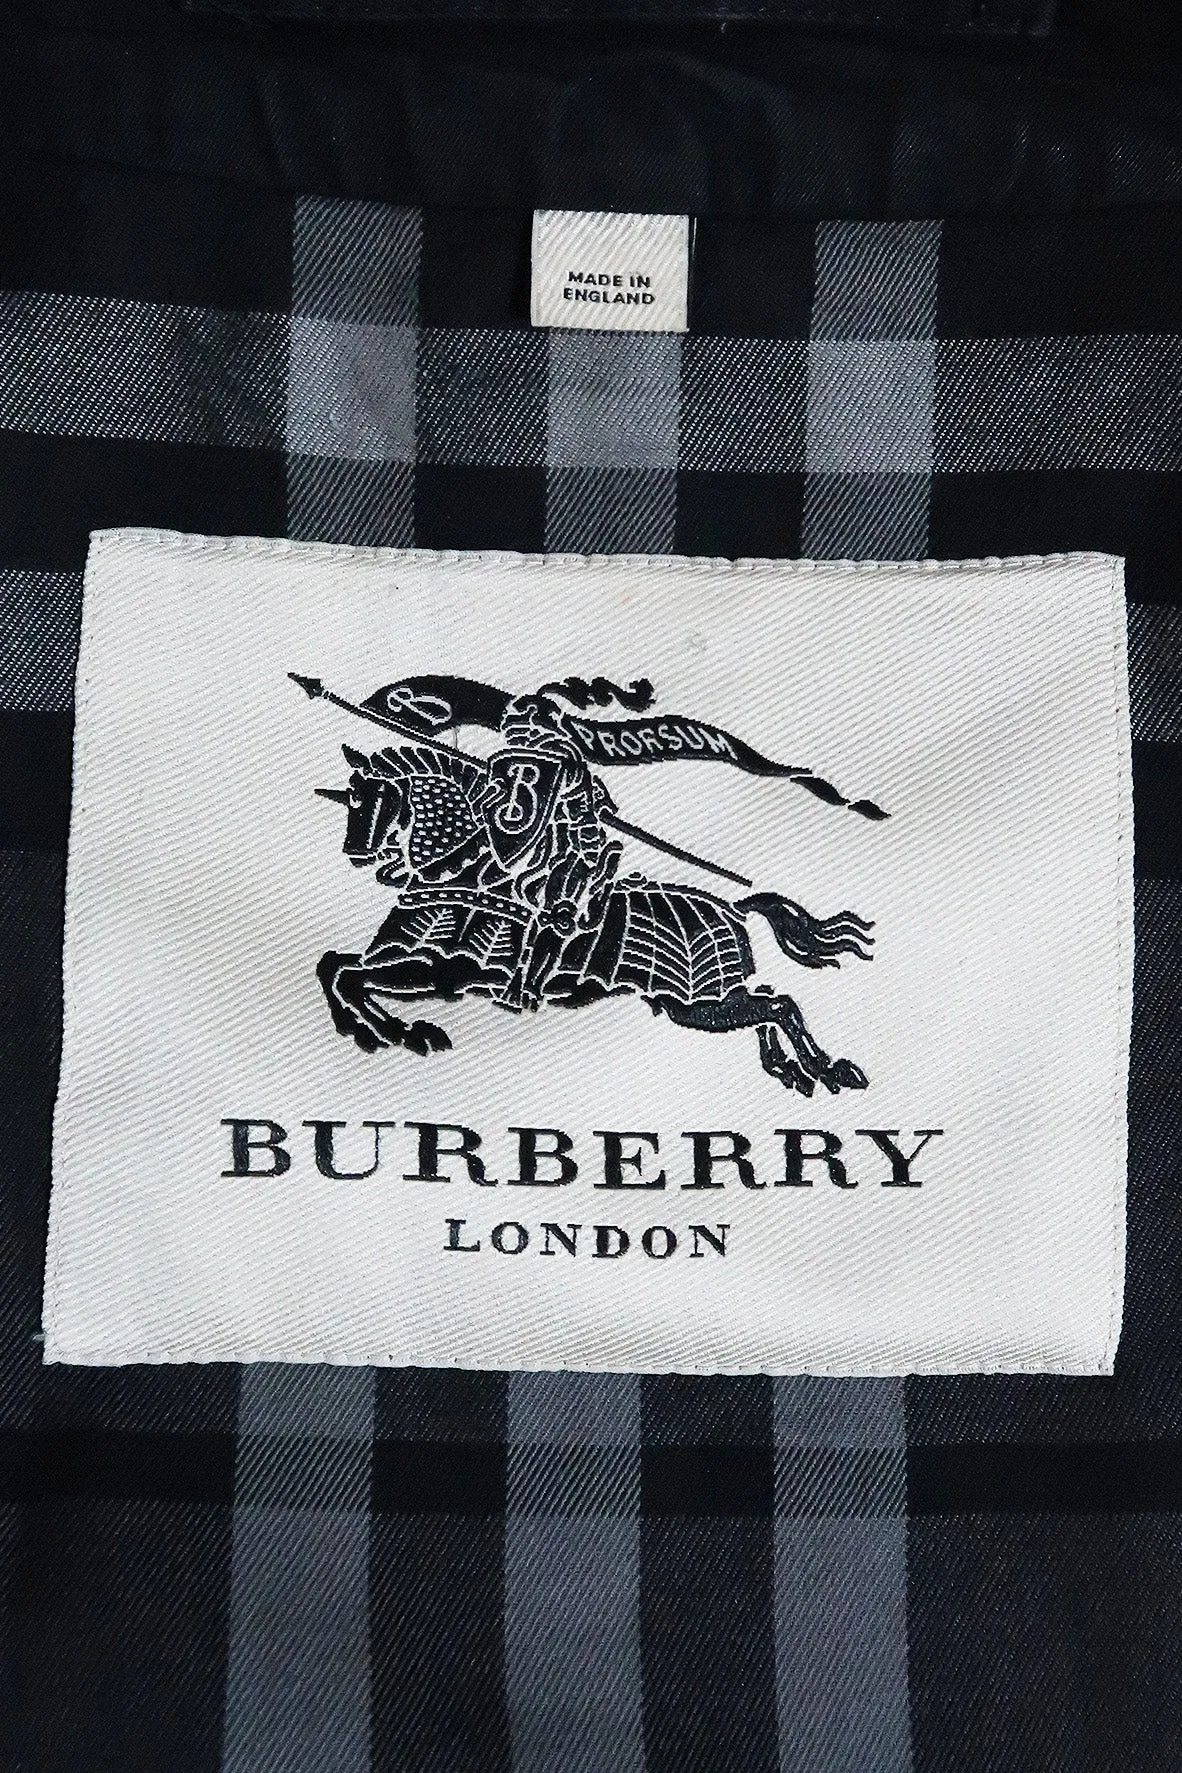 MADE IN
ENGLAND
B PRORSUM
B
BURBERRY
LONDON